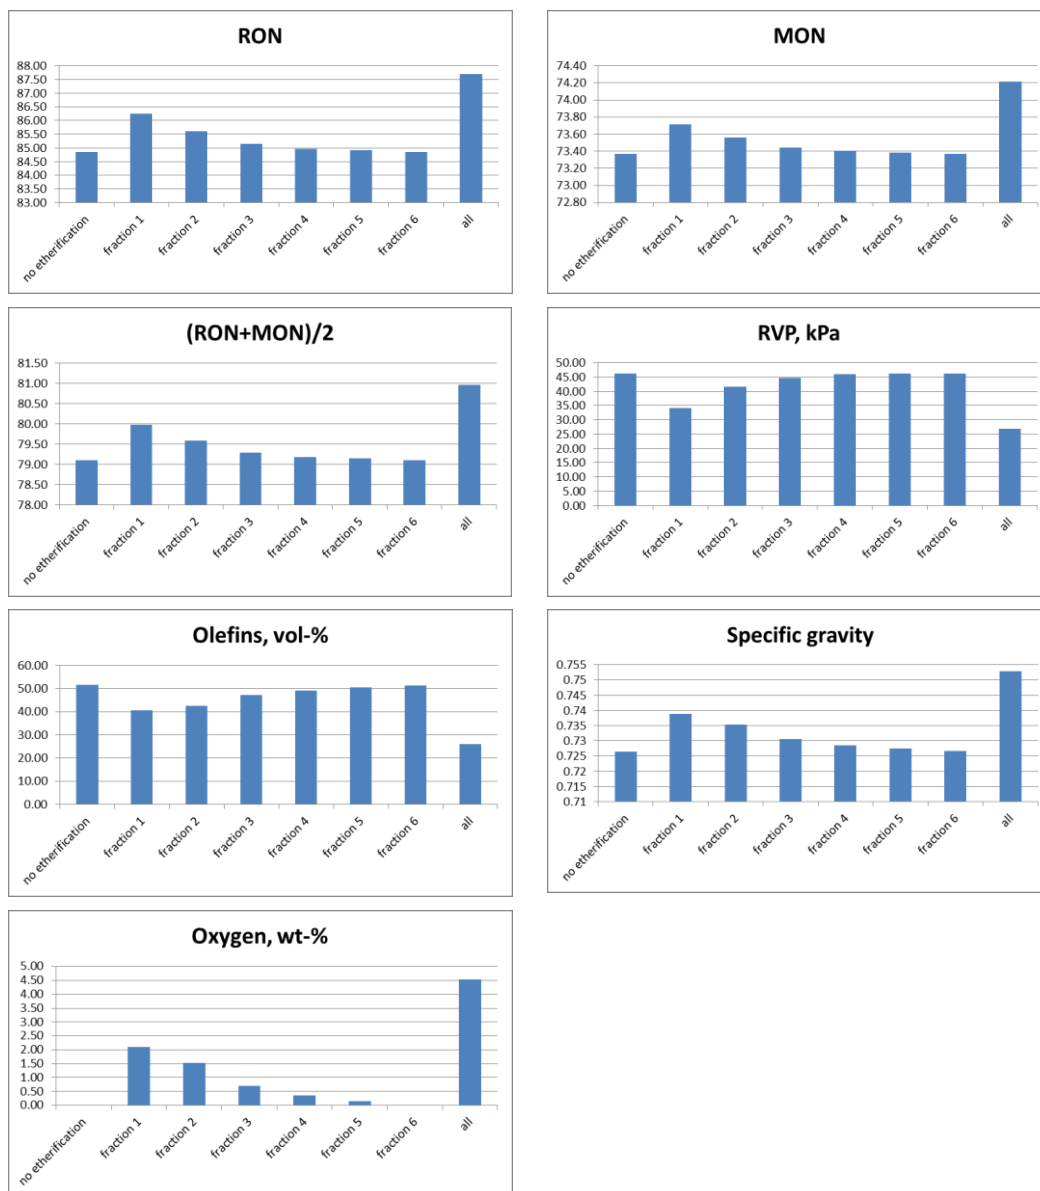 RON
88.00
87.50
87.00
86.50
86.00
85.50
85.00
84.50
84.00
83.50
83.00
no etherification
fraction 1
fraction 2
fraction 3
fraction 4
fraction 5
fraction 6
all
MON
74.40
74.20
74.00
73.80
73.60
73.40
73.20
73.00
72.80
no etherification
fraction 1
fraction 2
fraction 3
fraction 4
fraction 5
fraction 6
all
(RON+MON)/2
81.50
81.00
80.50
80.00
79.50
79.00
78.50
78.00
no etherification
fraction 1
fraction 2
fraction 3
fraction 4
fraction 5
fraction 6
all
RVP, kPa
50.00
45.00
40.00
35.00
30.00
25.00
20.00
15.00
10.00
5.00
0.00
no etherification
fraction 1
fraction 2
fraction 3
fraction 4
fraction 5
fraction 6
all
Olefins, vol-%
60.00
50.00
40.00
30.00
20.00
10.00
0.00
no etherification
fraction 1
fraction 2
fraction 3
fraction 4
fraction 5
fraction 6
all
Specific gravity
0.755
0.75
0.745
0.74
0.735
0.73
0.725
0.72
0.715
0.71
no etherification
fraction 1
fraction 2
fraction 3
fraction 4
fraction 5
fraction 6
all
Oxygen, wt-%
5.00
4.50
4.00
3.50
3.00
2.50
2.00
1.50
1.00
0.50
0.00
no etherification
fraction 1
fraction 2
fraction 3
fraction 4
fraction 5
fraction 6
all